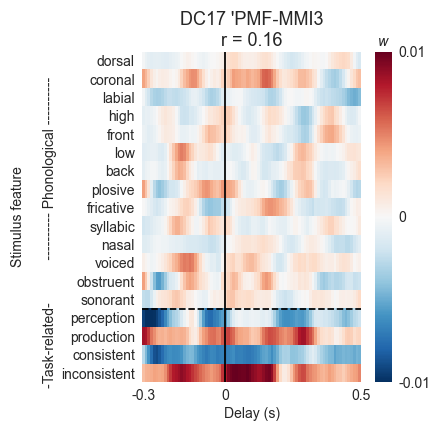 DC17 'PMF-MMI3
r = 0.16
w
dorsal
coronal
labial
high
front
low
back
plosive
fricative
syllabic
nasal
voiced
obstruent
sonorant
perception
production
consistent
inconsistent
Stimulus feature
-Task-related-
----------- Phonological -----------
0.01
0
-0.01
-0.3
0
0.5
Delay (s)